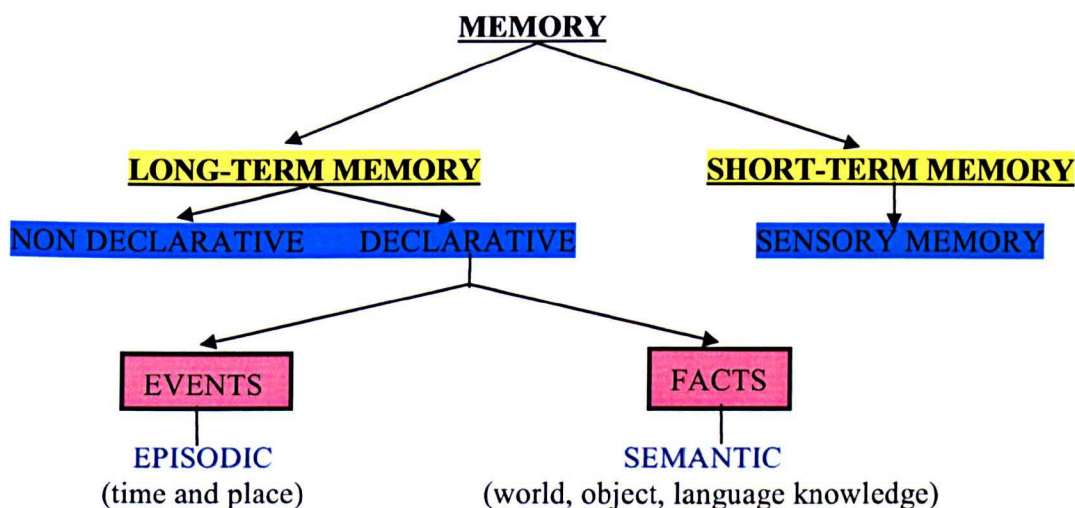 MEMORY
LONG-TERM MEMORY SHORT-TERM MEMORY
NON DECLARATIVE DECLARATIVE SENSORY MEMORY
EVENTS FACTS
EPISODIC SEMANTIC
(time and place) (world, object, language knowledge)